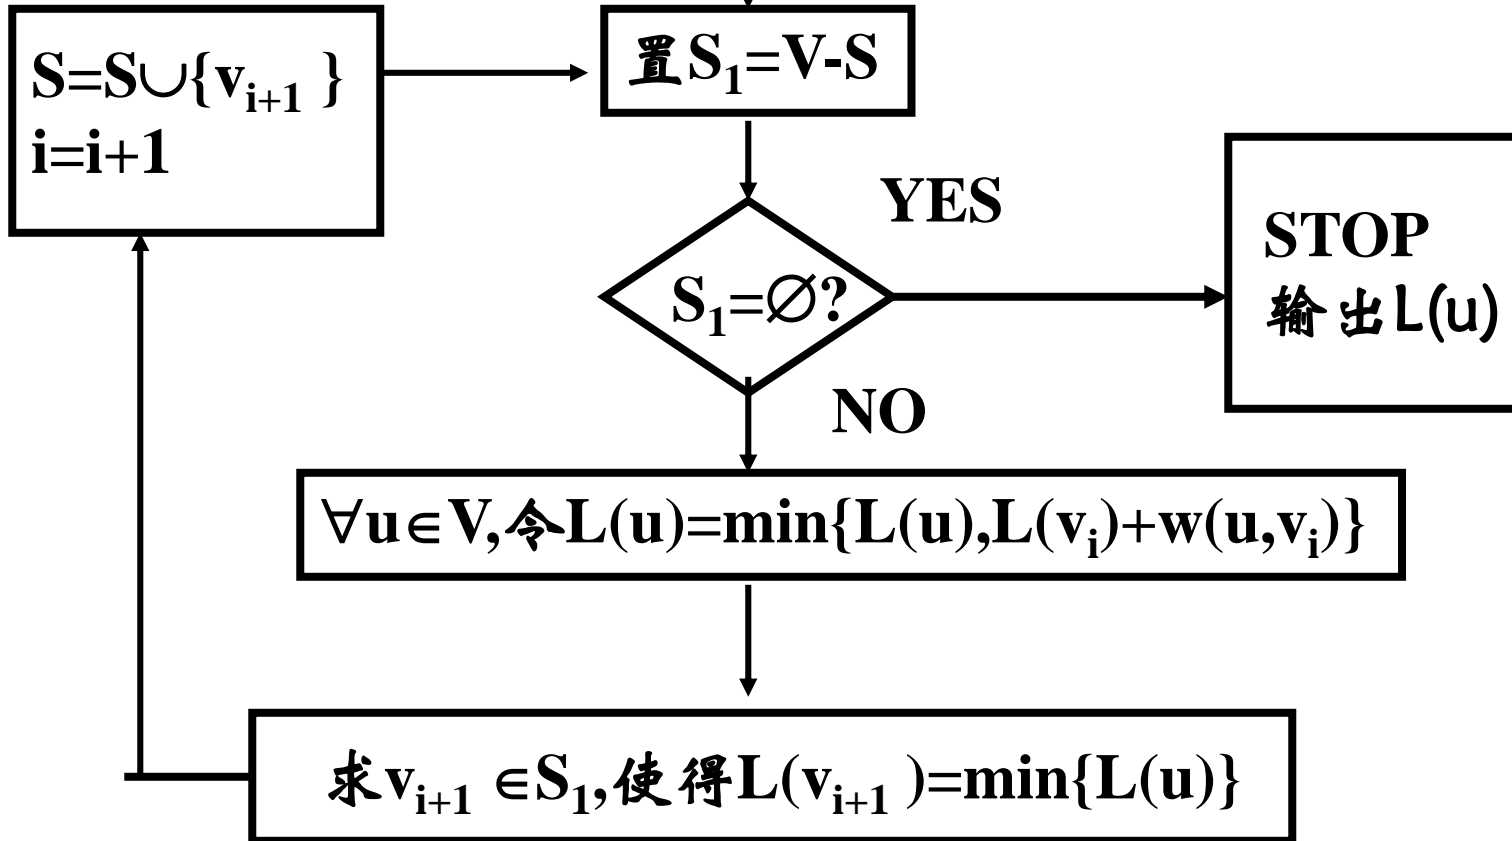 S=S∪{vᵢ₊₁ }
i=i+1
置S₁=V-S
YES
S₁=∅?
STOP
输出L(u)
NO
∀u∈V,令L(u)=min{L(u),L(vᵢ)+w(u,vᵢ)}
求vᵢ₊₁ ∈S₁,使得L(vᵢ₊₁ )=min{L(u)}